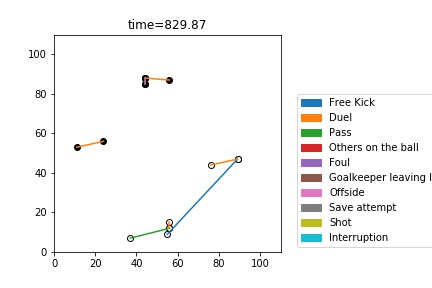 time=829.87
100
80
60
40
20
0
0 20 40 60 80 100
Free Kick
Duel
Pass
Others on the ball
Foul
Goalkeeper leaving l
Offside
Save attempt
Shot
Interruption